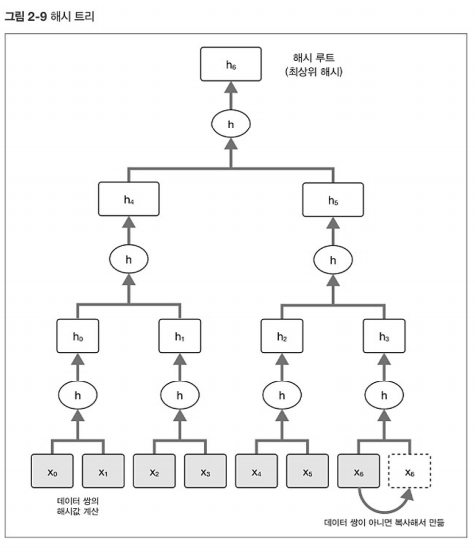 그림 2-9 해시 트리
h₆
해시 루트
(최상위 해시)
h
h₄
h₅
h
h
h₀
h₁
h₂
h₃
h
h
h
h
x₀
x₁
x₂
x₃
x₄
x₅
x₆
x₆
데이터 쌍의
해시값 계산
데이터 쌍이 아니면 복사해서 만듦